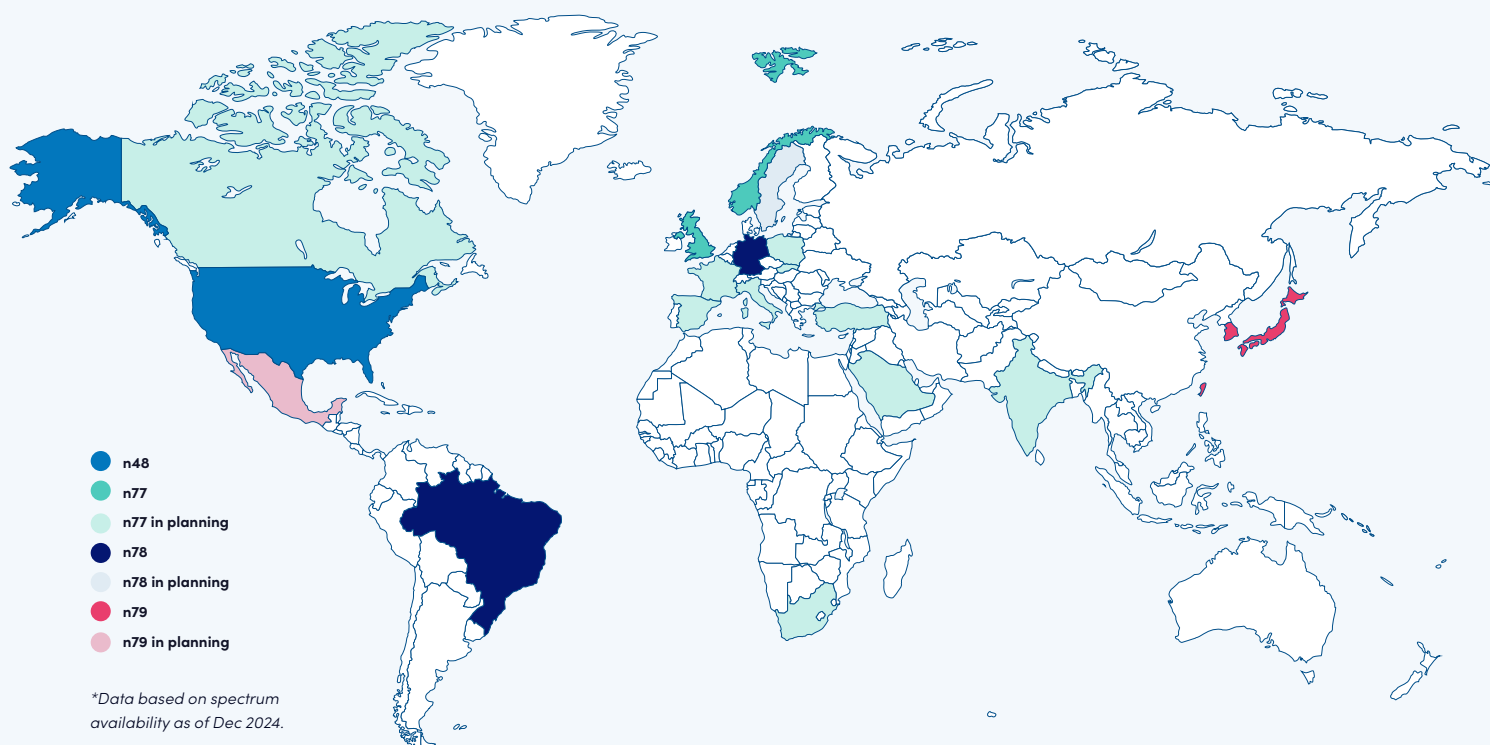 n48
n77
n77 in planning
n78
n78 in planning
n79
n79 in planning
*Data based on spectrum
availability as of Dec 2024.